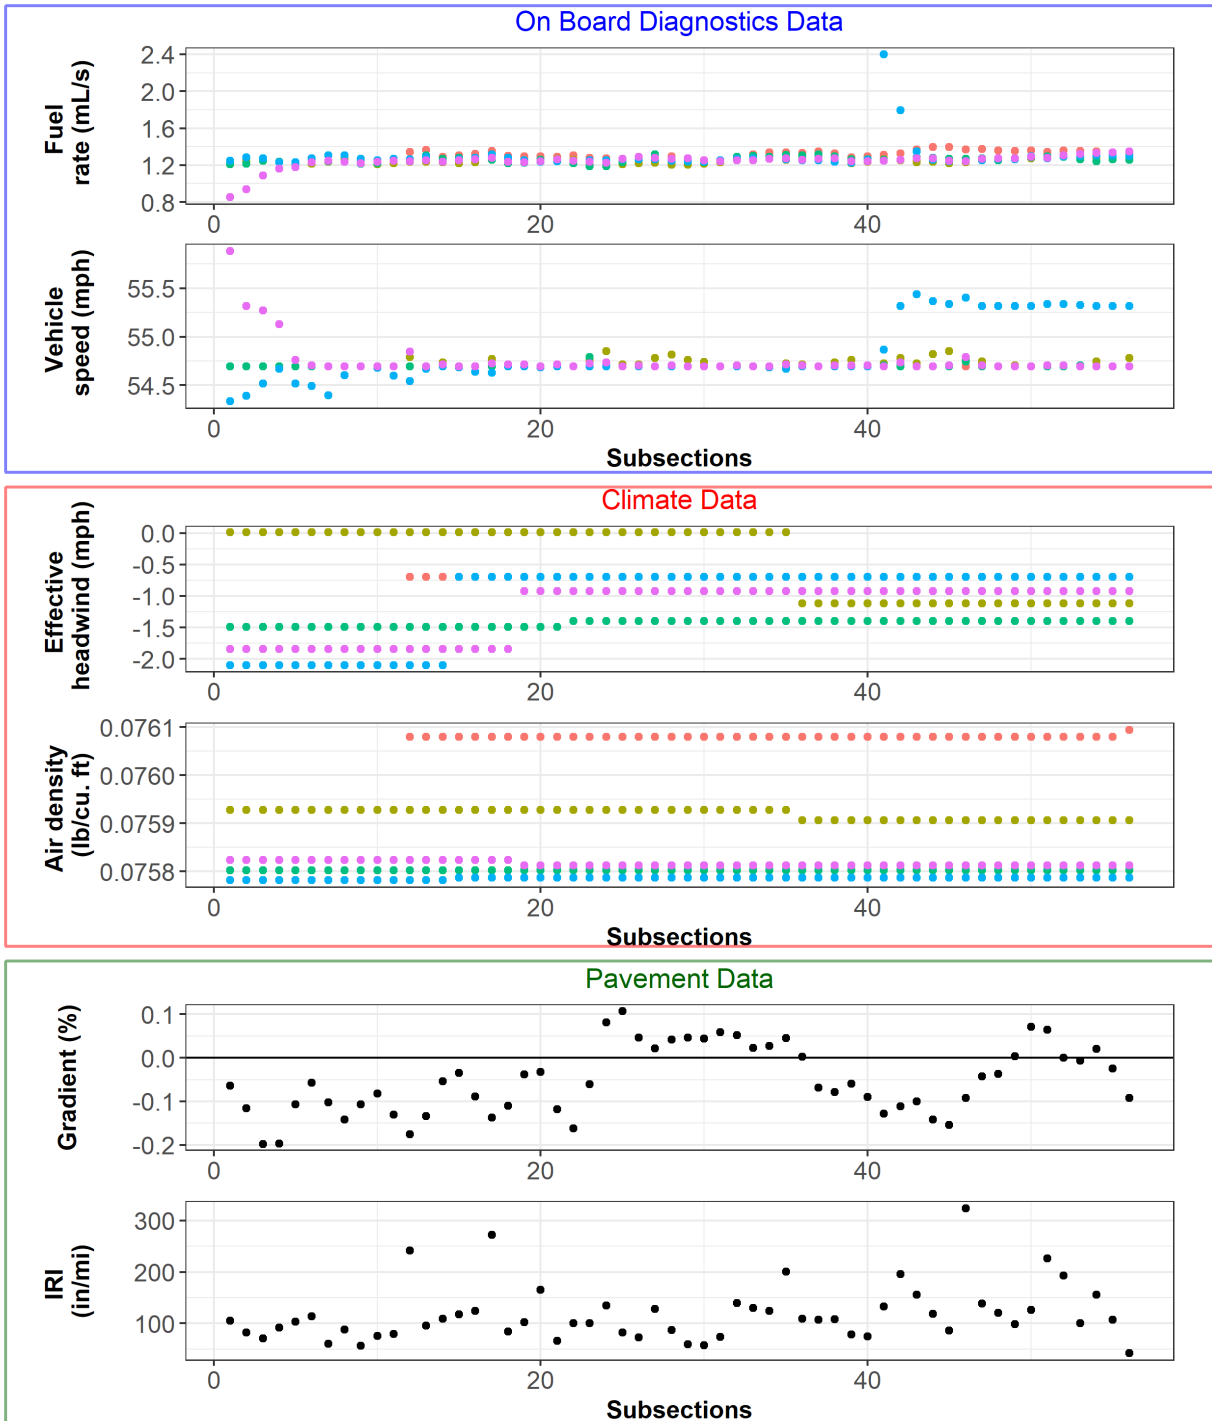 On Board Diagnostics Data
Fuel
rate (mL/s)
2.4
2.0
1.6
1.2
0.8
0
20
40
Vehicle
speed (mph)
55.5
55.0
54.5
0
20
40
Subsections
Climate Data
Effective
headwind (mph)
0.0
-0.5
-1.0
-1.5
-2.0
0
20
40
Air density
(lb/cu. ft)
0.0761
0.0760
0.0759
0.0758
0
20
40
Subsections
Pavement Data
Gradient (%)
0.1
0.0
-0.1
-0.2
0
20
40
IRI
(in/mi)
300
200
100
0
20
40
Subsections